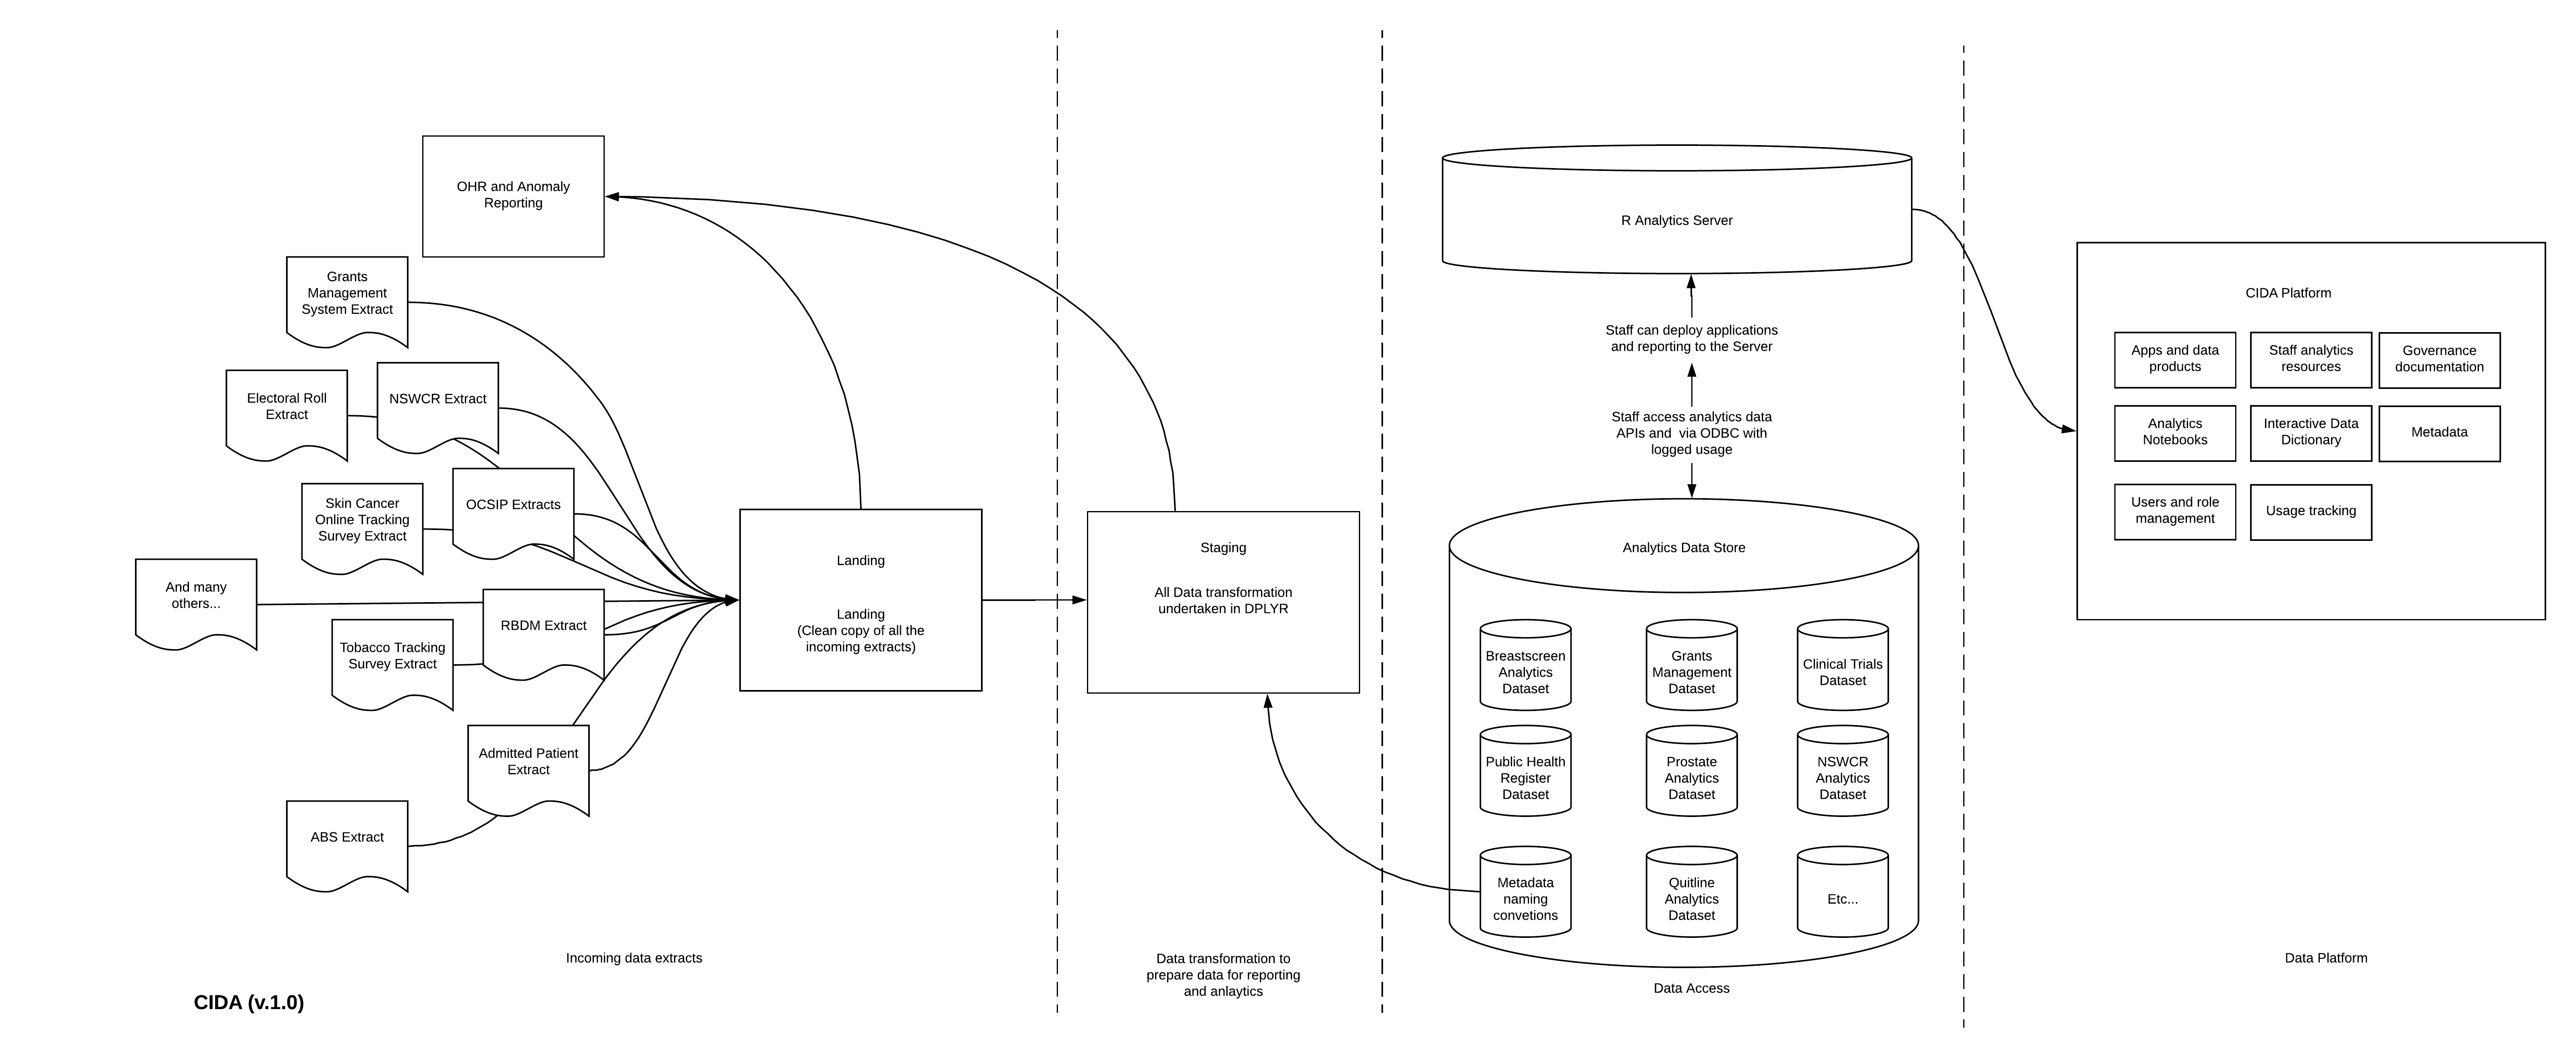 OHR and Anomaly
Reporting
Grants
Management
System Extract
Electoral Roll
Extract
NSWCR Extract
Skin Cancer
Online Tracking
Survey Extract
OCSIP Extracts
And many
others...
RBDM Extract
Tobacco Tracking
Survey Extract
Admitted Patient
Extract
ABS Extract
Landing
Landing
(Clean copy of all the
incoming extracts)
Incoming data extracts
CIDA (v.1.0)
Staging
All Data transformation
undertaken in DPLYR
Data transformation to
prepare data for reporting
and anlaytics
R Analytics Server
Staff can deploy applications
and reporting to the Server
Staff access analytics data
APIs and  via ODBC with
logged usage
Analytics Data Store
Breastscreen
Analytics
Dataset
Grants
Management
Dataset
Clinical Trials
Dataset
Public Health
Register
Dataset
Prostate
Analytics
Dataset
NSWCR
Analytics
Dataset
Metadata
naming
convetions
Quitline
Analytics
Dataset
Etc...
Data Access
CIDA Platform
Apps and data
products
Staff analytics
resources
Governance
documentation
Analytics
Notebooks
Interactive Data
Dictionary
Metadata
Users and role
management
Usage tracking
Data Platform